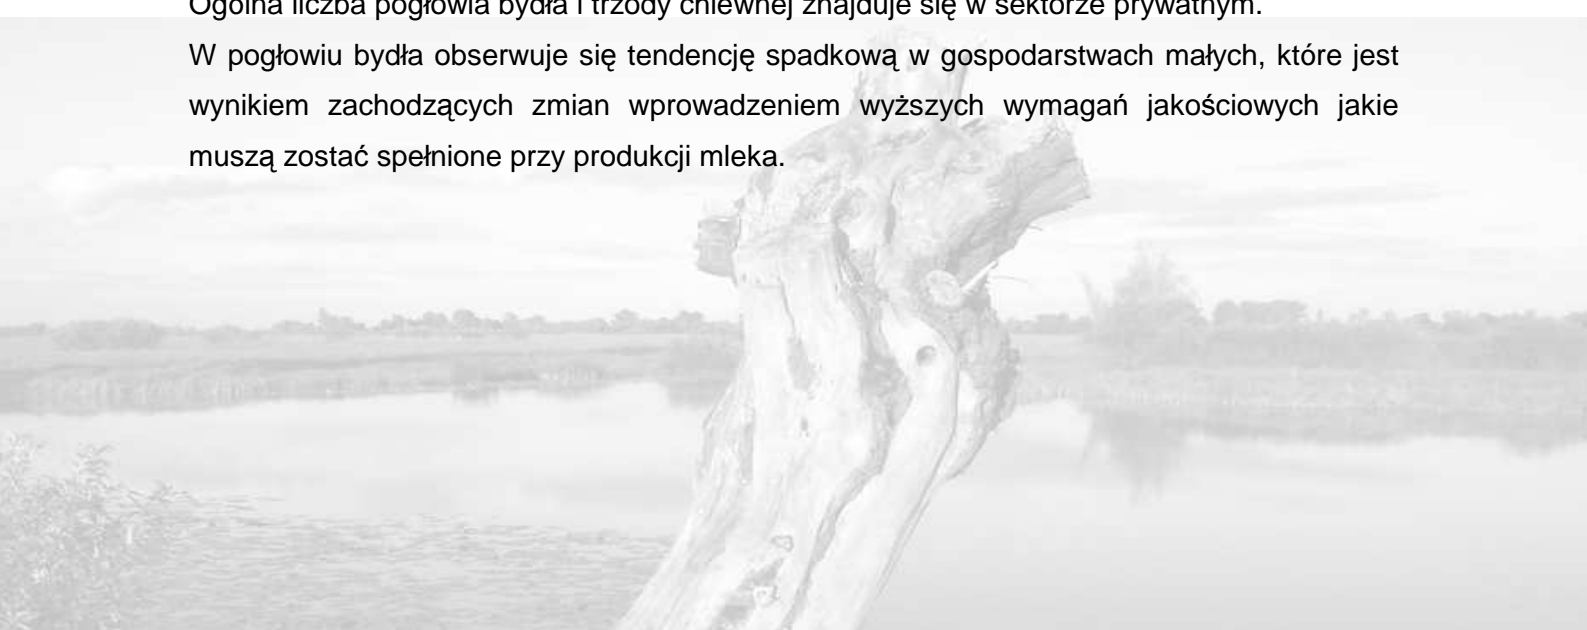 Ogólna liczba pogłowia bydła i trzody chlewnej znajduje się w sektorze prywatnym.
W pogłowiu bydła obserwuje się tendencję spadkową w gospodarstwach małych, które jest
wynikiem zachodzących zmian wprowadzeniem wyższych wymagań jakościowych jakie
muszą zostać spełnione przy produkcji mleka.